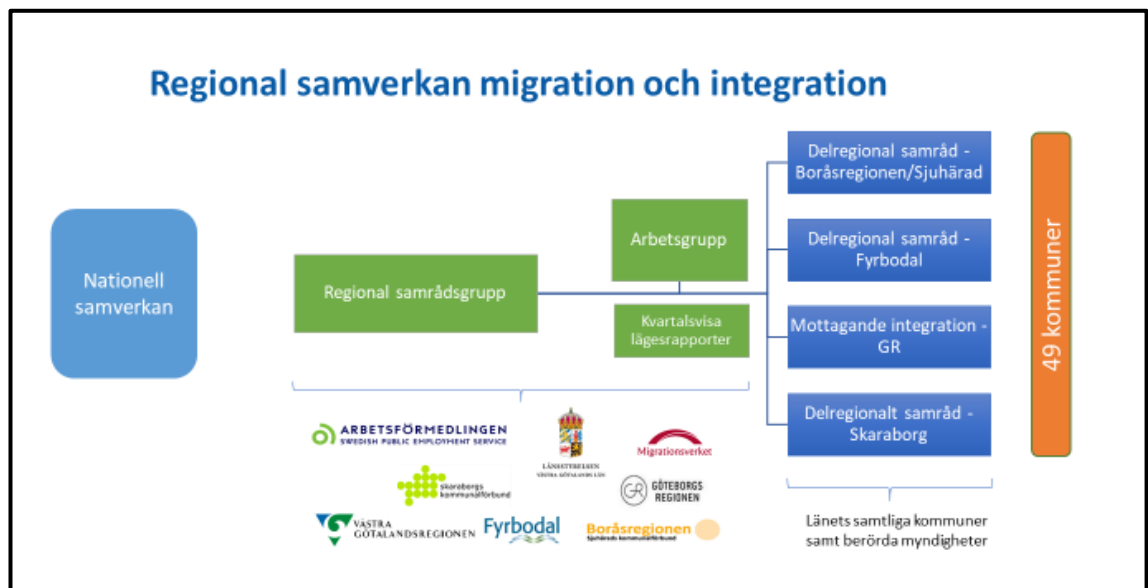 Regional samverkan migration och integration
Nationell
samverkan
Regional samrådsgrupp
Arbetsgrupp
Kvartalsvisa
lägesrapporter
Delregional samråd -
Boråsregionen/Sjuhärad
Delregional samråd -
Fyrbodal
Mottagande integration -
GR
Delregionalt samråd -
Skaraborg
49 kommuner
ARBETSFÖRMEDLINGEN
SWEDISH PUBLIC EMPLOYMENT SERVICE
LÄNSSTYRELSEN
VÄSTRA GÖTALANDS LÄN
Migrationsverket
skaraborgs
kommunalförbund
GR
GÖTEBORGS
REGIONEN
VÄSTRA
GÖTALANDSREGIONEN
Fyrbodal
Boråsregionen
Sjuhärads kommunalförbund
Länets samtliga kommuner
samt berörda myndigheter